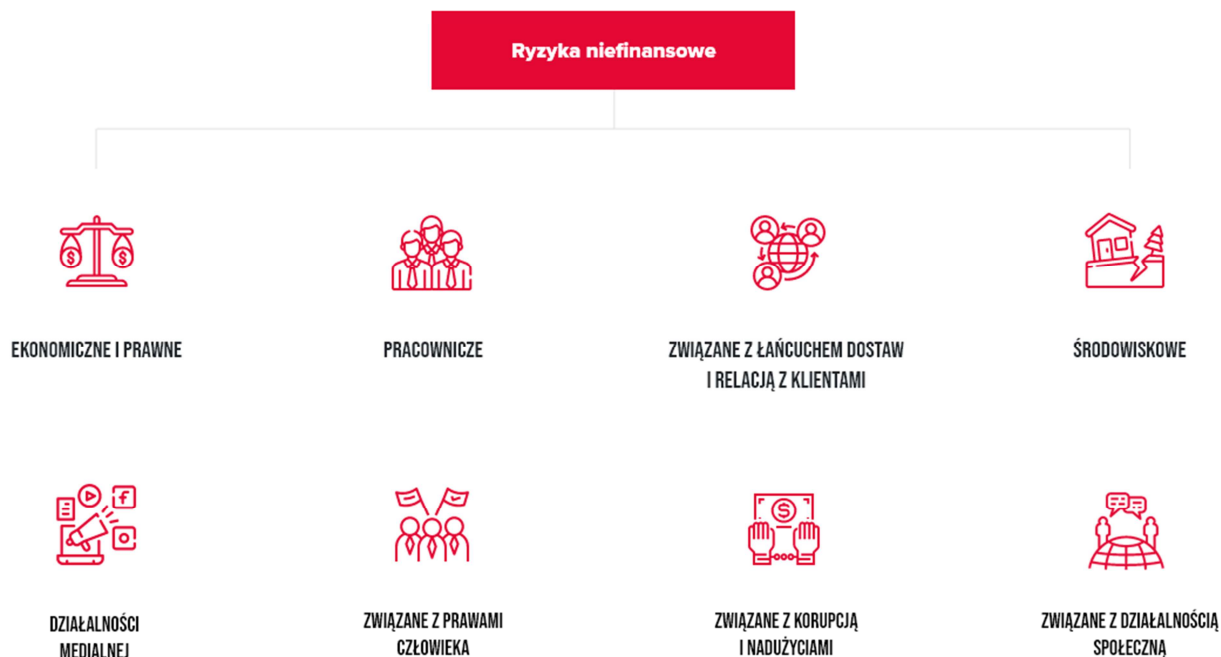 Ryzyka niefinansowe
EKONOMICZNE I PRAWNE
PRACOWNICZE
ZWIĄZANE Z ŁAŃCUCHEM DOSTAW
I RELACJĄ Z KLIENTAMI
ŚRODOWISKOWE
DZIAŁALNOŚCI
MEDIALNEJ
ZWIĄZANE Z PRAWAMI
CZŁOWIEKA
ZWIĄZANE Z KORUPCJĄ
I NADUŻYCIAMI
ZWIĄZANE Z DZIAŁALNOŚCIĄ
SPOŁECZNĄ